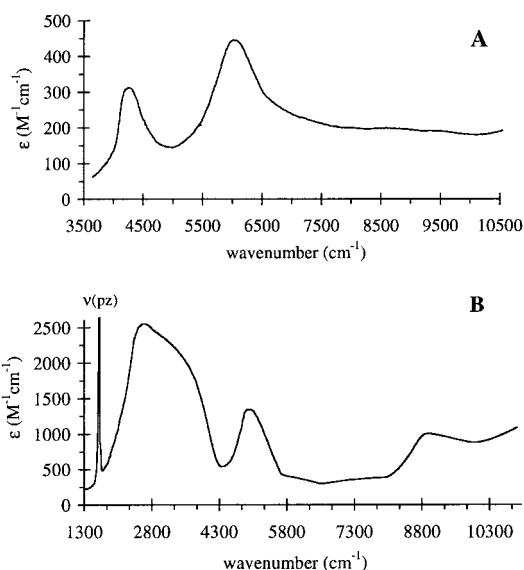 A
ε (M⁻¹cm⁻¹)
500
400
300
200
100
0
3500 4500 5500 6500 7500 8500 9500 10500
wavenumber (cm⁻¹)
ν(pz)
B
ε (M⁻¹cm⁻¹)
2500
2000
1500
1000
500
0
1300 2800 4300 5800 7300 8800 10300
wavenumber (cm⁻¹)